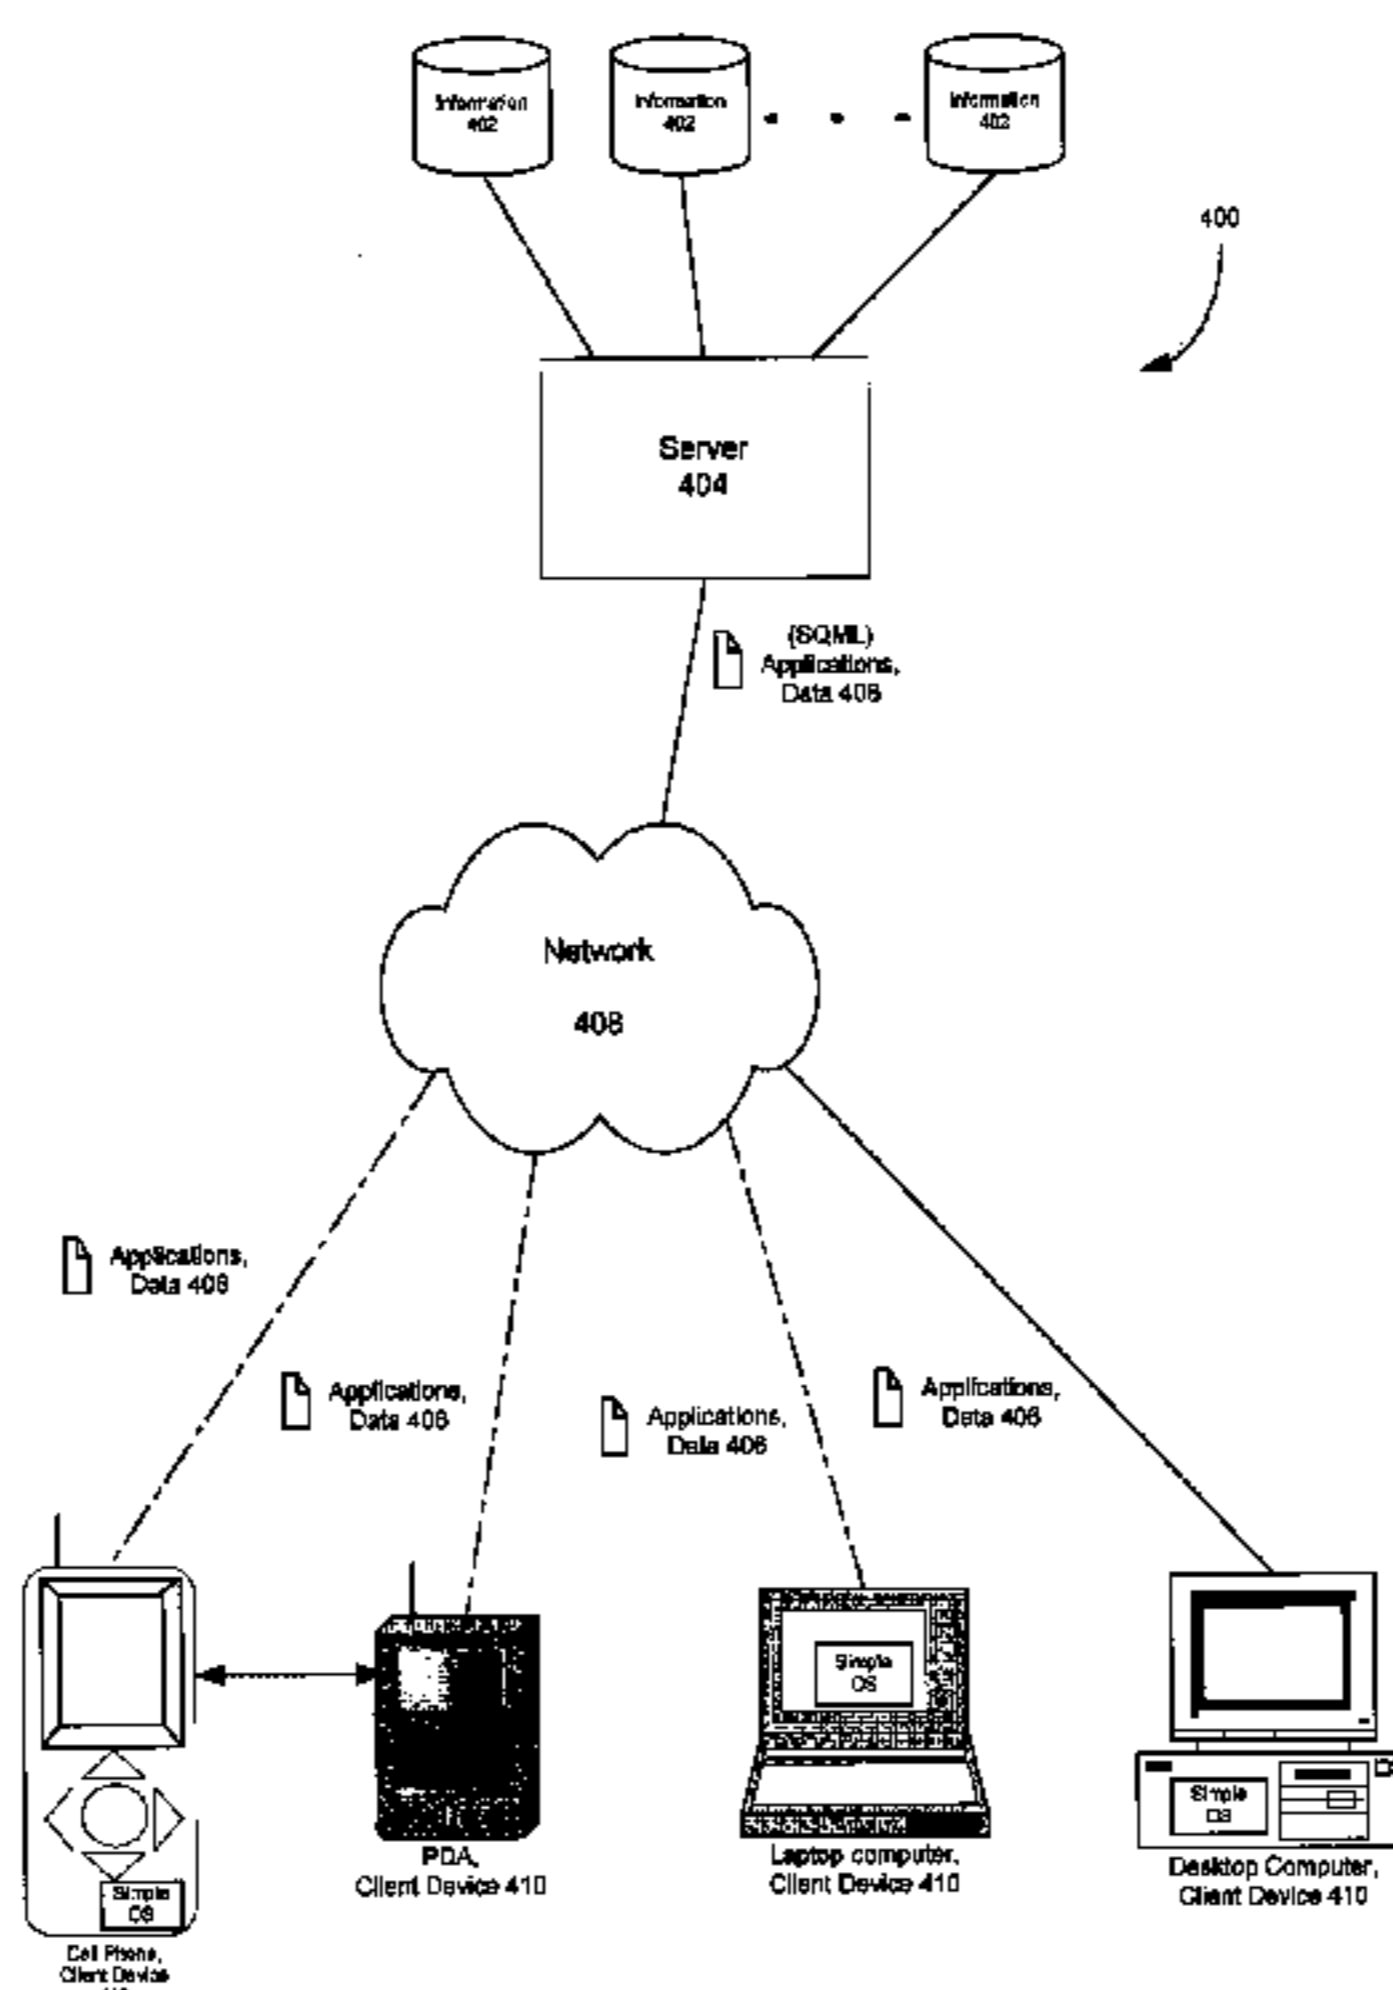 Information
402
Information
402
Information
402
400
Server
404
(SQML)
Applications,
Data 406
Network
408
Applications,
Data 406
Applications,
Data 406
Applications,
Data 406
Applications,
Data 406
Simple
OS
Simple
OS
Simple
OS
PDA,
Client Device 410
Laptop computer,
Client Device 410
Desktop Computer,
Client Device 410
Cell Phone,
Client Device